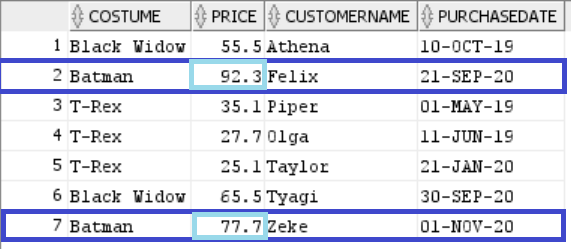 COSTUME PRICE CUSTOMERNAME PURCHASEDATE
1 Black Widow 55.5 Athena 10-OCT-19
2 Batman 92.3 Felix 21-SEP-20
3 T-Rex 35.1 Piper 01-MAY-19
4 T-Rex 27.7 Olga 11-JUN-19
5 T-Rex 25.1 Taylor 21-JAN-20
6 Black Widow 65.5 Tyagi 30-SEP-20
7 Batman 77.7 Zeke 01-NOV-20